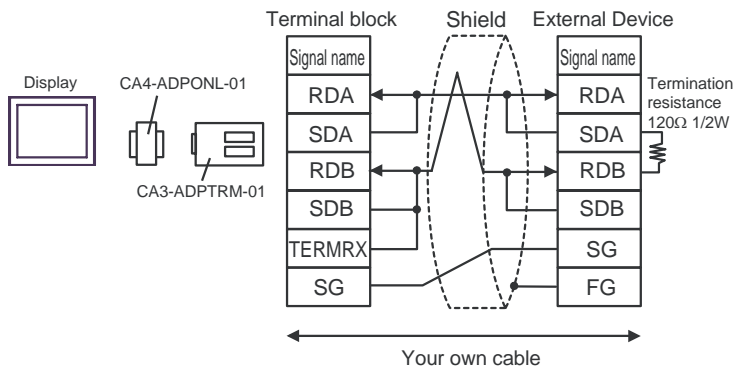 Terminal block
Shield
External Device
Signal name
Signal name
Display
CA4-ADPONL-01
CA3-ADPTRM-01
RDA
RDA
SDA
SDA
RDB
RDB
SDB
SDB
TERMRX
SG
SG
FG
Termination
resistance
120Ω 1/2W
Your own cable